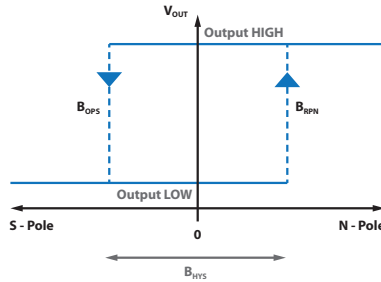 VOUT
Output HIGH
BOPS
BRPN
Output LOW
S - Pole
0
N - Pole
BHYS